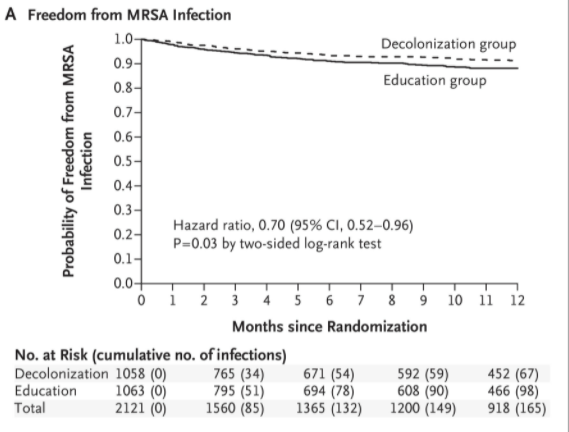 A Freedom from MRSA Infection
Probability of Freedom from MRSA
Infection
1.0
0.9
0.8
0.7
0.6
0.5
0.4
0.3
0.2
0.1
0.0
Decolonization group
Education group
Hazard ratio, 0.70 (95% CI, 0.52–0.96)
P=0.03 by two-sided log-rank test
0 1 2 3 4 5 6 7 8 9 10 11 12
Months since Randomization
No. at Risk (cumulative no. of infections)
Decolonization 1058 (0) 765 (34) 671 (54) 592 (59) 452 (67)
Education 1063 (0) 795 (51) 694 (78) 608 (90) 466 (98)
Total 2121 (0) 1560 (85) 1365 (132) 1200 (149) 918 (165)